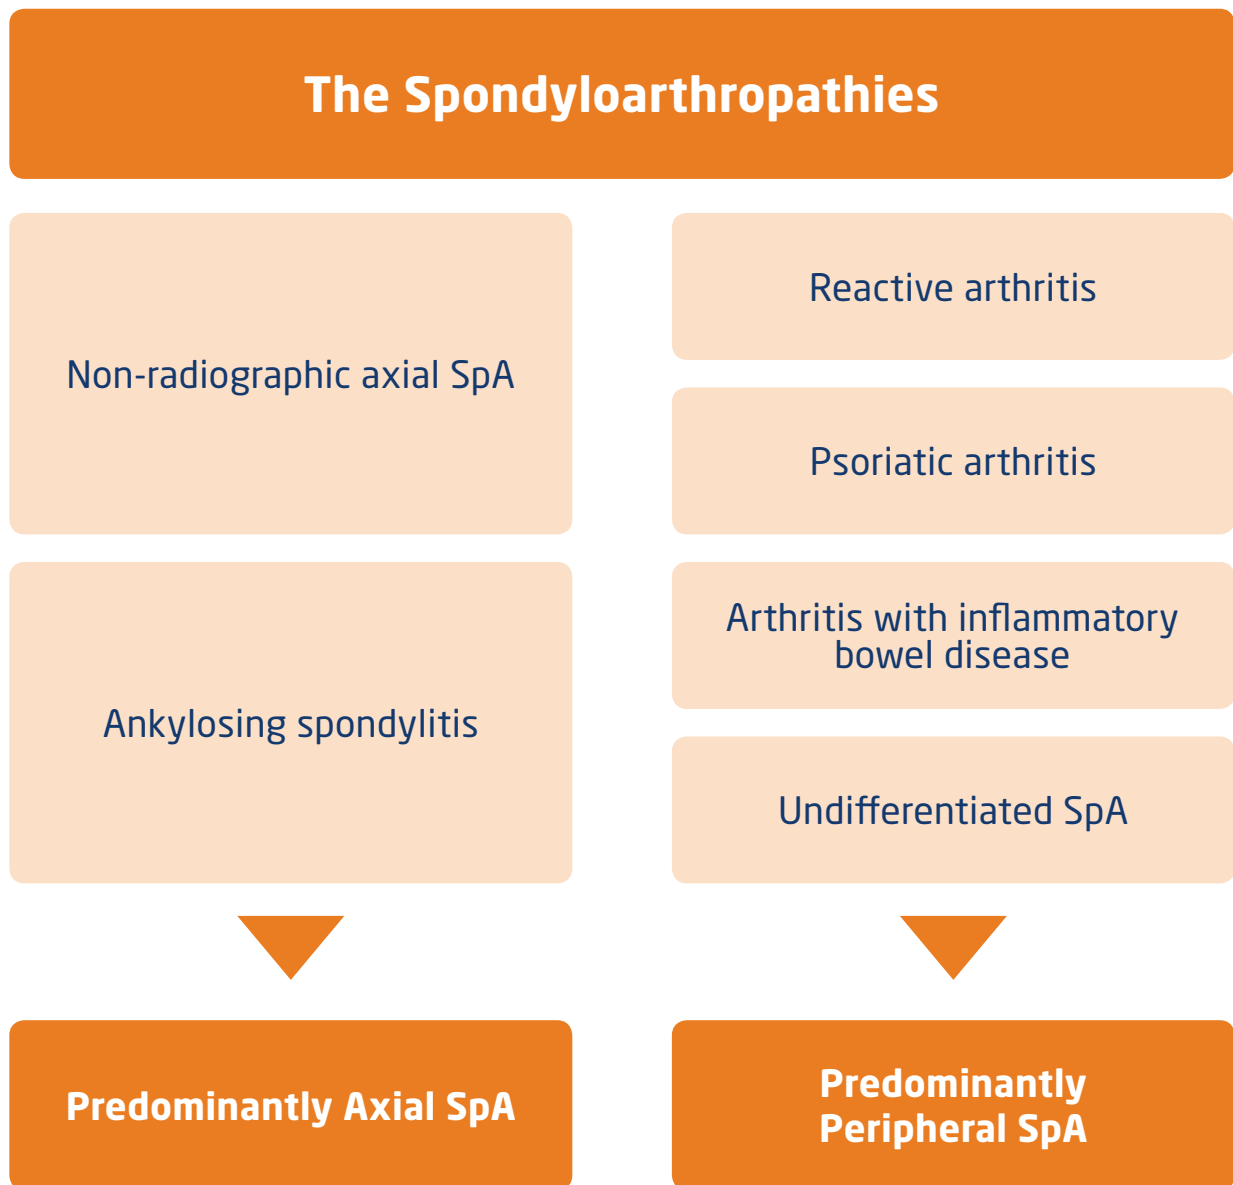 The Spondyloarthropathies
Non-radiographic axial SpA
Ankylosing spondylitis
Predominantly Axial SpA
Reactive arthritis
Psoriatic arthritis
Arthritis with inflammatory
bowel disease
Undifferentiated SpA
Predominantly
Peripheral SpA